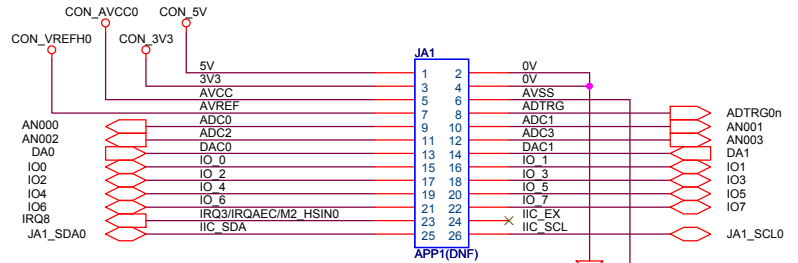 CON_AVCC0 CON_5V
CON_VREFH0 CON_3V3
JA1
5V 1 2 0V
3V3 3 4 0V
AVCC 5 6 AVSS
AVREF 7 8 ADTRG ADTRG0n
AN000 ADC0 9 10 ADC1 AN001
AN002 ADC2 11 12 ADC3 AN003
DA0 DAC0 13 14 DAC1 DA1
IO0 IO_0 15 16 IO_1 IO1
IO2 IO_2 17 18 IO_3 IO3
IO4 IO_4 19 20 IO_5 IO5
IO6 IO_6 21 22 IO_7 IO7
IRQ8 IRQ3/IRQAEC/M2_HSIN0 23 24 IIC_EX
JA1_SDA0 IIC_SDA 25 26 IIC_SCL JA1_SCL0
APP1(DNF)